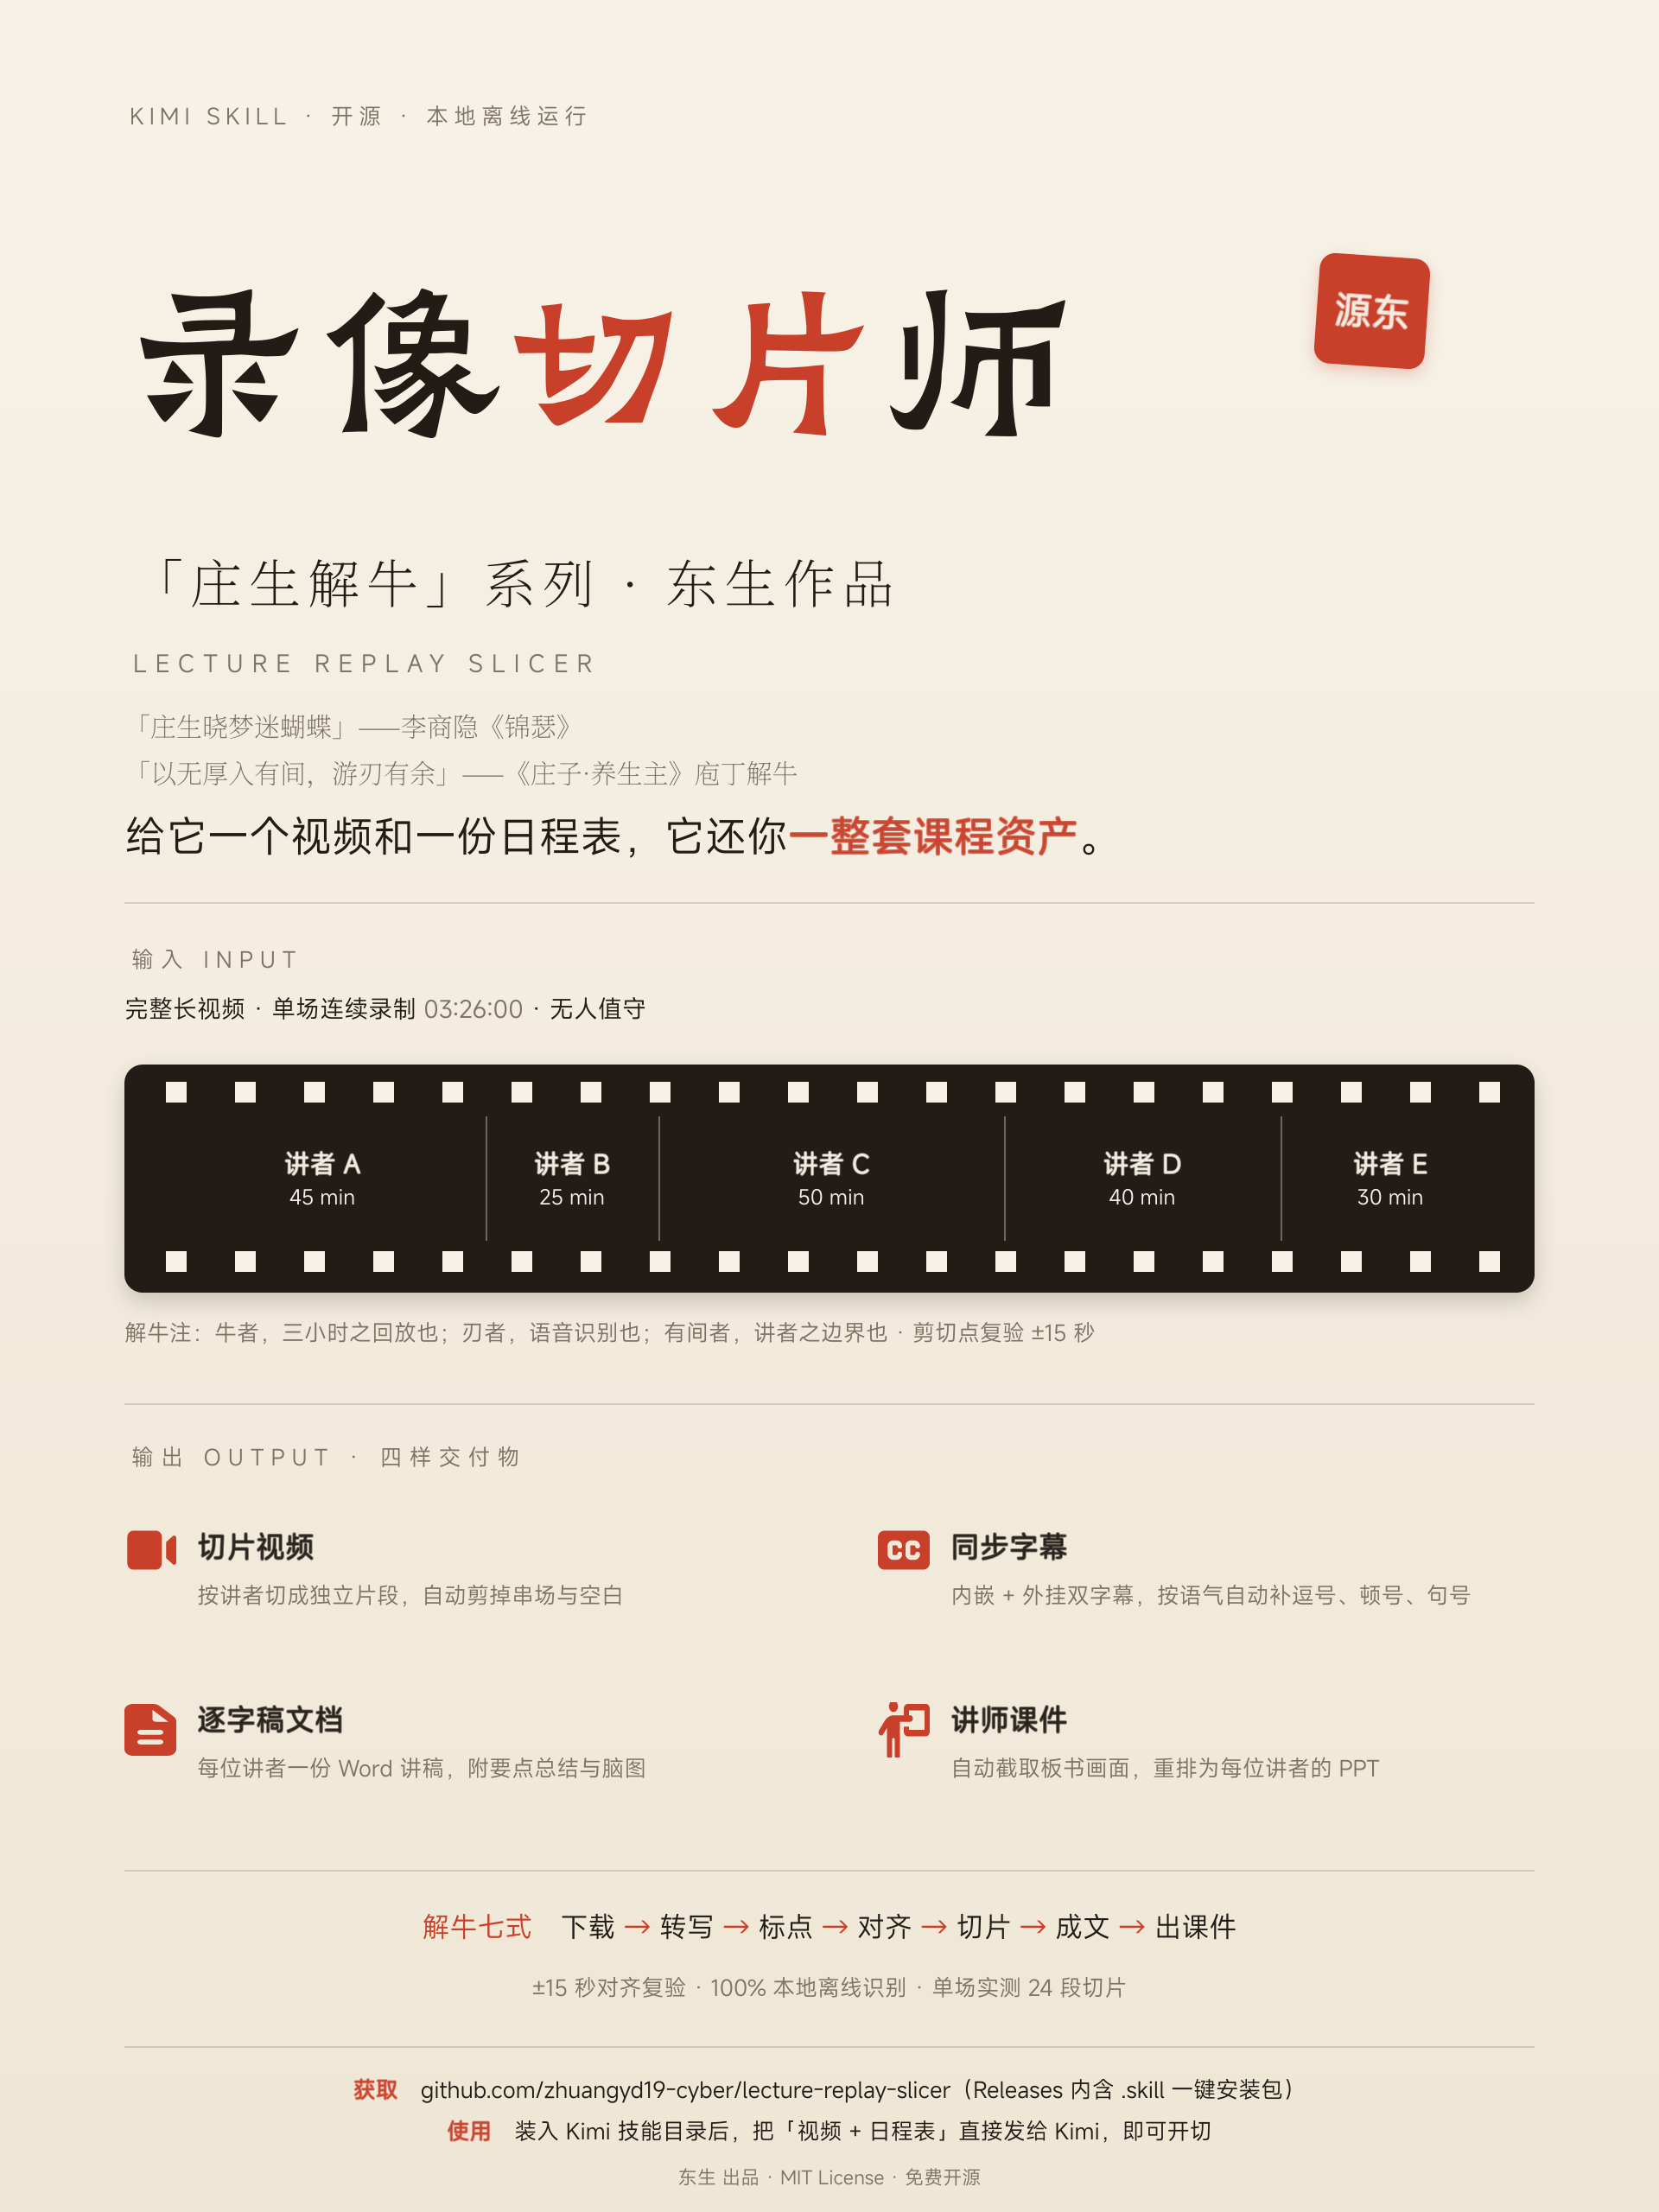 KIMI SKILL · 开源 · 本地离线运行
录像切片师
源东
「庄生解牛」系列 · 东生作品
LECTURE REPLAY SLICER
「庄生晓梦迷蝴蝶」——李商隐《锦瑟》
「以无厚入有间，游刃有余」——《庄子·养生主》庖丁解牛
给它一个视频和一份日程表，它还你一整套课程资产。
输入 INPUT
完整长视频 · 单场连续录制 03:26:00 · 无人值守
讲者 A
45 min
讲者 B
25 min
讲者 C
50 min
讲者 D
40 min
讲者 E
30 min
解牛注：牛者，三小时之回放也；刃者，语音识别也；有间者，讲者之边界也 · 剪切点复验 ±15 秒
输出 OUTPUT · 四样交付物
切片视频
按讲者切成独立片段，自动剪掉串场与空白
CC
同步字幕
内嵌 + 外挂双字幕，按语气自动补逗号、顿号、句号
逐字稿文档
每位讲者一份 Word 讲稿，附要点总结与脑图
讲师课件
自动截取板书画面，重排为每位讲者的 PPT
解牛七式 下载 → 转写 → 标点 → 对齐 → 切片 → 成文 → 出课件
±15 秒对齐复验 · 100% 本地离线识别 · 单场实测 24 段切片
获取 github.com/zhuangyd19-cyber/lecture-replay-slicer（Releases 内含 .skill 一键安装包）
使用 装入 Kimi 技能目录后，把「视频 + 日程表」直接发给 Kimi，即可开切
东生 出品 · MIT License · 免费开源